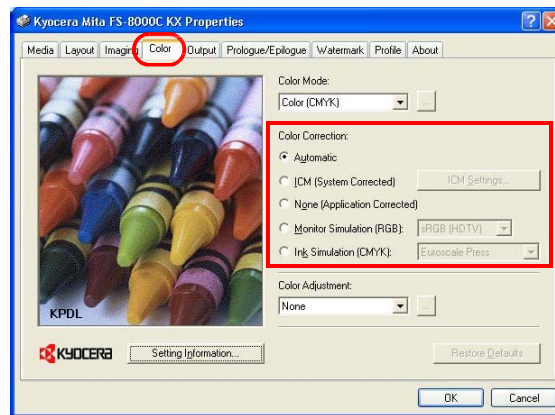 Kyocera Mita FS-8000C KX Properties
Media Layout Imaging Color Output Prologue/Epilogue Watermark Profile About
Color Mode:
Color (CMYK)
...
Color Correction:
Automatic
ICM (System Corrected)
ICM Settings...
None (Application Corrected)
Monitor Simulation (RGB):
sRGB (HDTV)
Ink Simulation (CMYK):
Euroscale Press
Color Adjustment:
None
...
KPDL
KYOCERA
Setting Information...
Restore Defaults
OK
Cancel